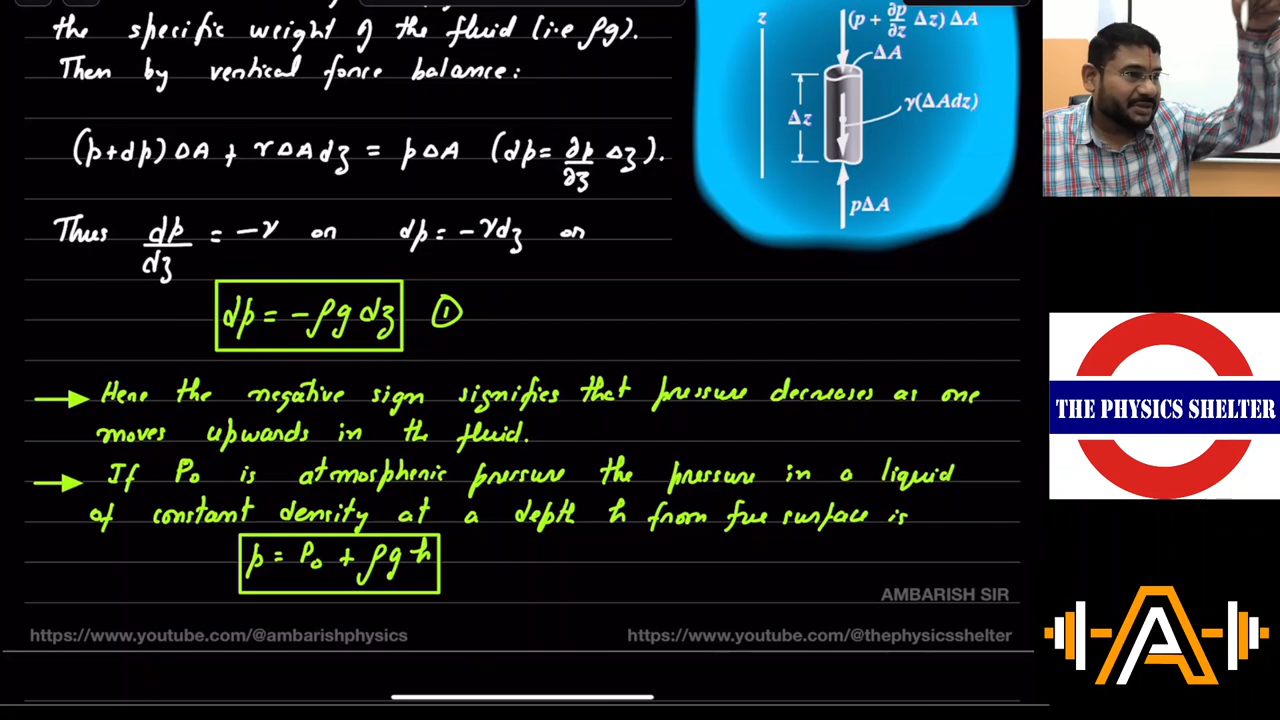 the specific weight of the fluid (i.e ρg).
Then by vertical force balance:
(p+dp) ΔA + γΔA dz = pΔA (dp = ∂p/∂z Δz).
Thus dp/dz = -γ or dp = -γdz or
dp = -ρg dz ①
→ Here the negative sign signifies that pressure decreases as one
moves upwards in the fluid.
→ If P₀ is atmospheric pressure the pressure in a liquid
of constant density at a depth h from free surface is
p = P₀ + ρgh
z
(p + ∂p/∂z Δz) ΔA
ΔA
Δz
γ(ΔAdz)
pΔA
AMBARISH SIR
https://www.youtube.com/@ambarishphysics
https://www.youtube.com/@thephysicsshelter
THE PHYSICS SHELTER
A